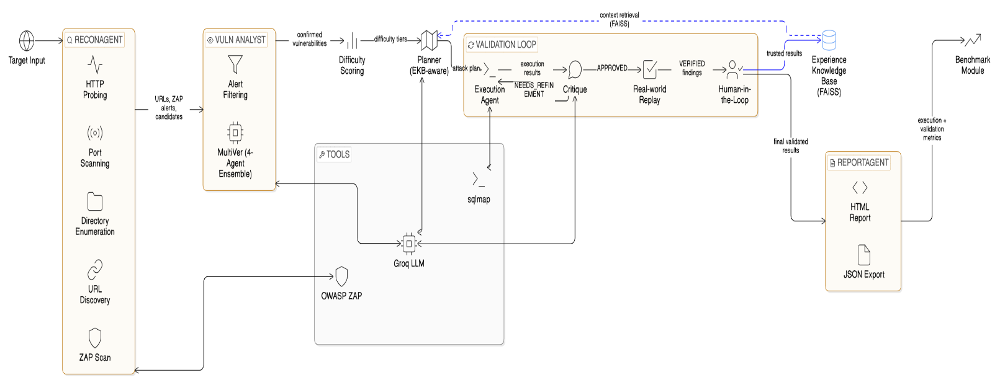 context retrieval
(FAISS)
Target Input
RECONAGENT
HTTP
Probing
Port
Scanning
Directory
Enumeration
URL
Discovery
ZAP Scan
URLs, ZAP
alerts,
candidates
VULN ANALYST
Alert
Filtering
MultiVer (4-
Agent
Ensemble)
confirmed
vulnerabilities
Difficulty
Scoring
difficulty tiers
Planner
(EKB-aware)
attack plan
VALIDATION LOOP
Execution
Agent
execution
results
NEEDS_REFIN
EMENT
Critique
APPROVED
Real-world
Replay
VERIFIED
findings
Human-in-
the-Loop
trusted results
Experience
Knowledge
Base
(FAISS)
TOOLS
sqlmap
Groq LLM
OWASP ZAP
final validated
results
REPORTAGENT
HTML
Report
JSON Export
execution +
validation
metrics
Benchmark
Module